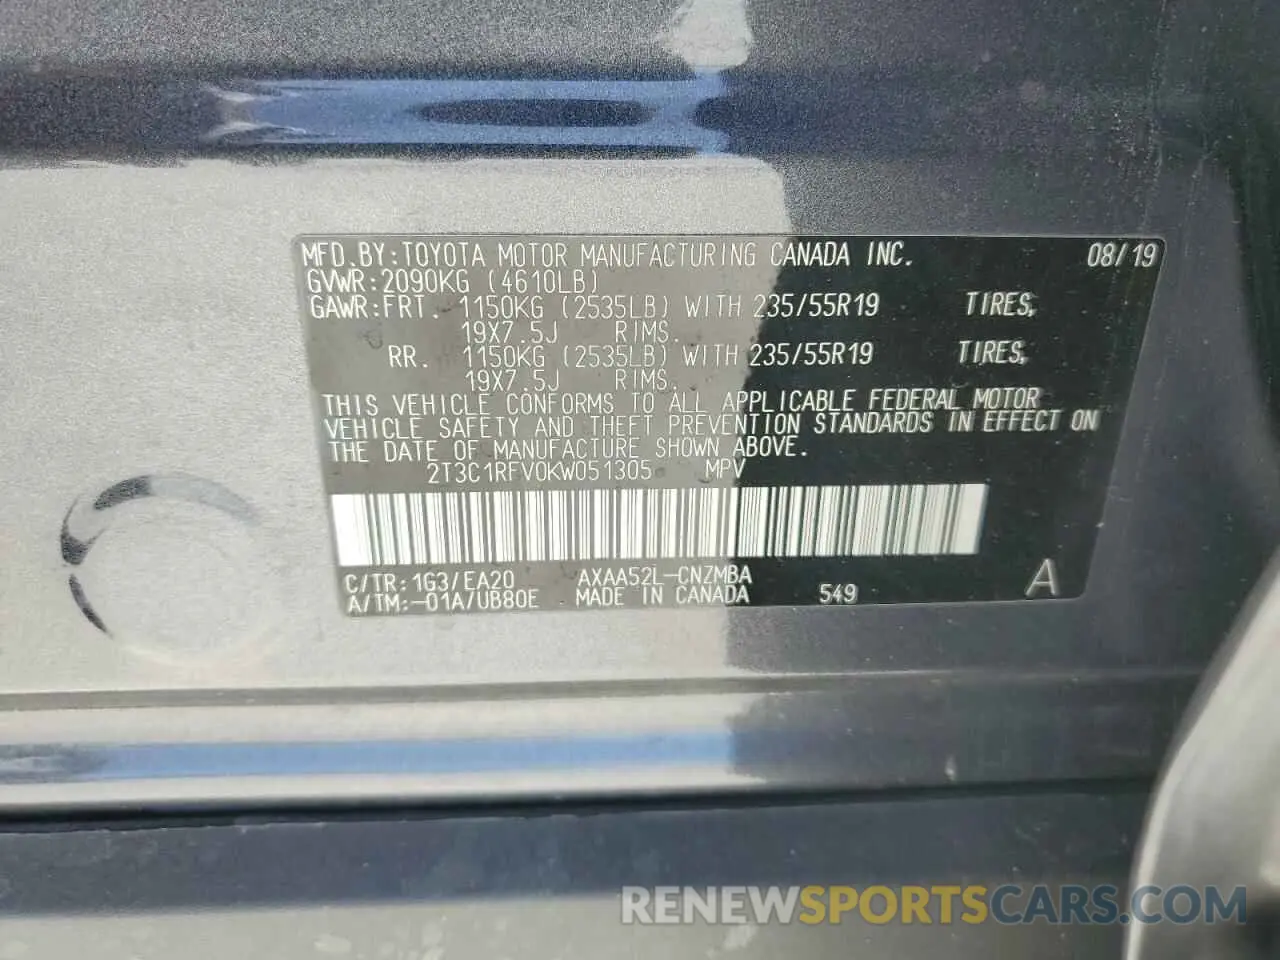 MFD.BY:TOYOTA MOTOR MANUFACTURING CANADA INC. 08/19
GVWR:2090KG (4610LB)
GAWR:FRT. 1150KG (2535LB) WITH 235/55R19 TIRES,
19X7.5J RIMS.
RR. 1150KG (2535LB) WITH 235/55R19 TIRES,
19X7.5J RIMS.
THIS VEHICLE CONFORMS TO ALL APPLICABLE FEDERAL MOTOR
VEHICLE SAFETY AND THEFT PREVENTION STANDARDS IN EFFECT ON
THE DATE OF MANUFACTURE SHOWN ABOVE.
2T3C1RFV0KW051305 MPV
C/TR:1G3/EA20 AXAA52L-CNZMBA A
A/TM:-01A/UB80E MADE IN CANADA 549
RENEWSPORTSCARS.COM